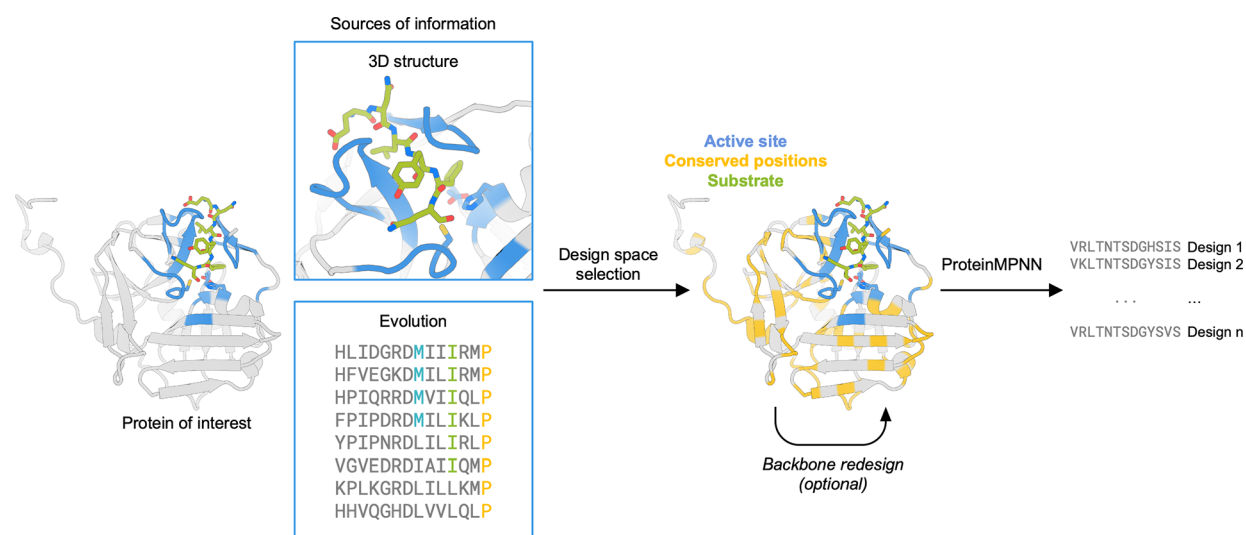 Sources of information
3D structure
Evolution
HLIDGRDMIIIRMP
HFVEGKDMILIRMP
HPIQRRDMVIIQLP
FPIPDRDMILIKLP
YPIPNRDLILIRLP
VGVEDRDIAIIQMP
KPLKGRDLILLKMP
HHVQGHDLVVLQLP
Protein of interest
Design space
selection
Active site
Conserved positions
Substrate
Backbone redesign
(optional)
ProteinMPNN
VRLTNTSDGHSIS Design 1
VKLTNTSDGYSIS Design 2
... ...
VRLTNTSDGYSVS Design n